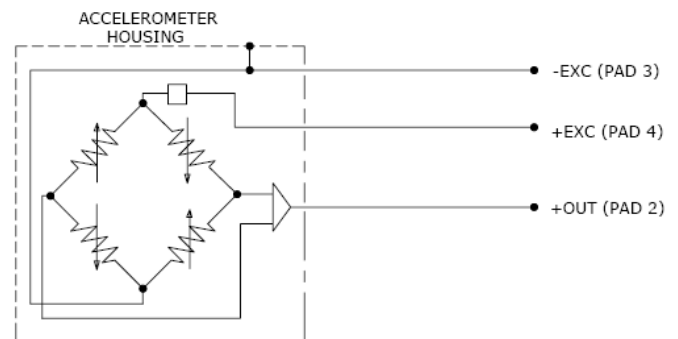 ACCELEROMETER
HOUSING
-EXC (PAD 3)
+EXC (PAD 4)
+OUT (PAD 2)